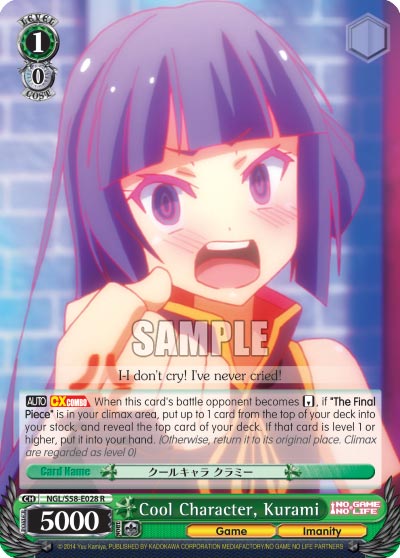 LEVEL
1
0
COST
SAMPLE
I-I don't cry! I've never cried!
AUTO CX COMBO When this card's battle opponent becomes [▼], if "The Final
Piece" is in your climax area, put up to 1 card from the top of your deck into
your stock, and reveal the top card of your deck. If that card is level 1 or
higher, put it into your hand. (Otherwise, return it to its original place. Climax
are regarded as level 0)
Card Name
クールキャラ クラミー
CH
NGL/S58-E028 R
POWER
5000
Cool Character, Kurami
NO GAME
NO LIFE
Game
Imanity
© 2014 Yuu Kamiya, PUBLISHED BY KADOKAWA CORPORATION MEDIAFACTORY/NO GAME NO LIFE PARTNERS